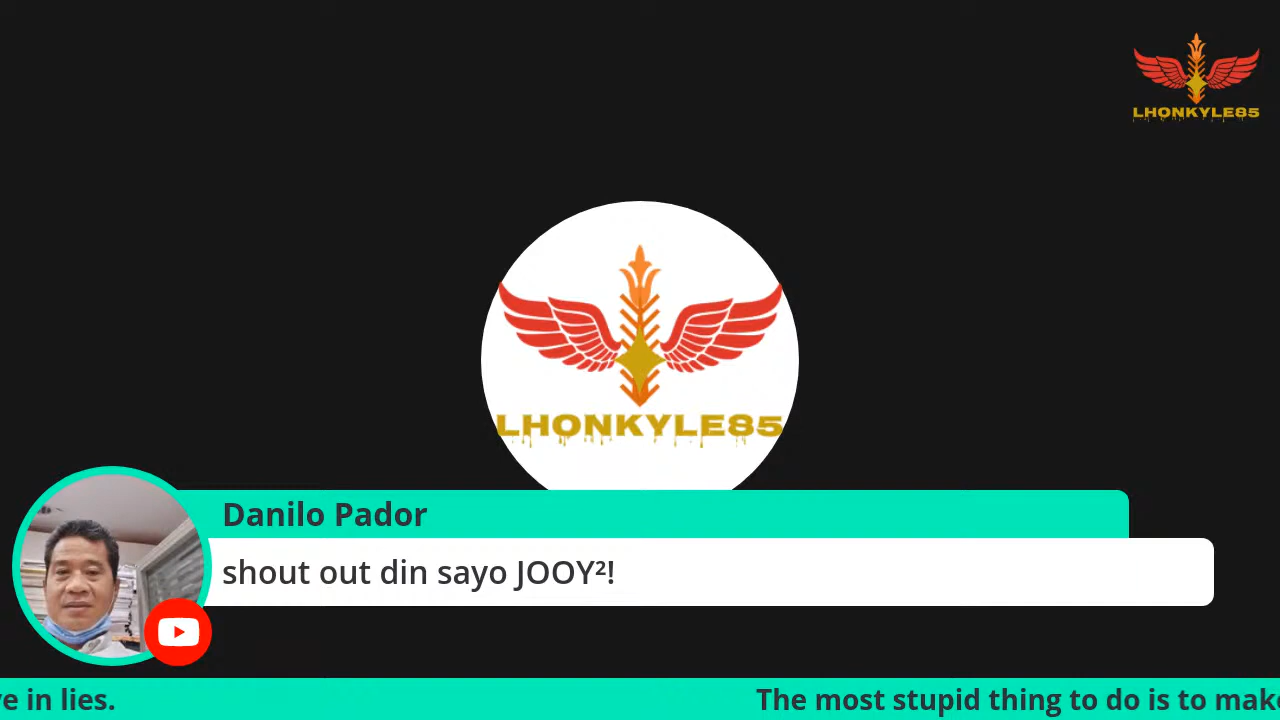 LHONKYLE85
LHONKYLE85
Danilo Pador
shout out din sayo JOOY²!
in lies.
The most stupid thing to do is to